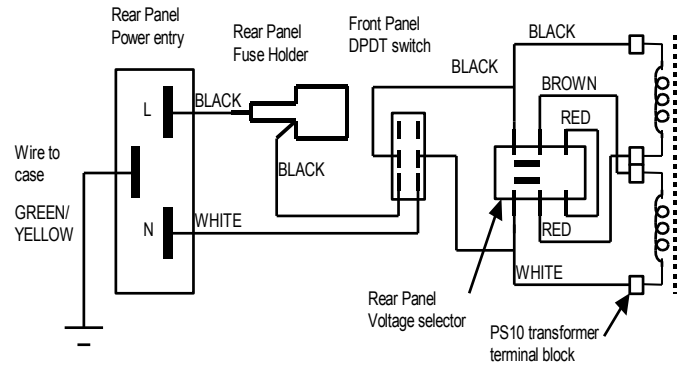 Rear Panel
Power entry
Rear Panel
Fuse Holder
Front Panel
DPDT switch
BLACK
BLACK
BLACK
BROWN
L
BLACK
RED
Wire to
case
BLACK
GREEN/
YELLOW
N
WHITE
RED
WHITE
Rear Panel
Voltage selector
PS10 transformer
terminal block